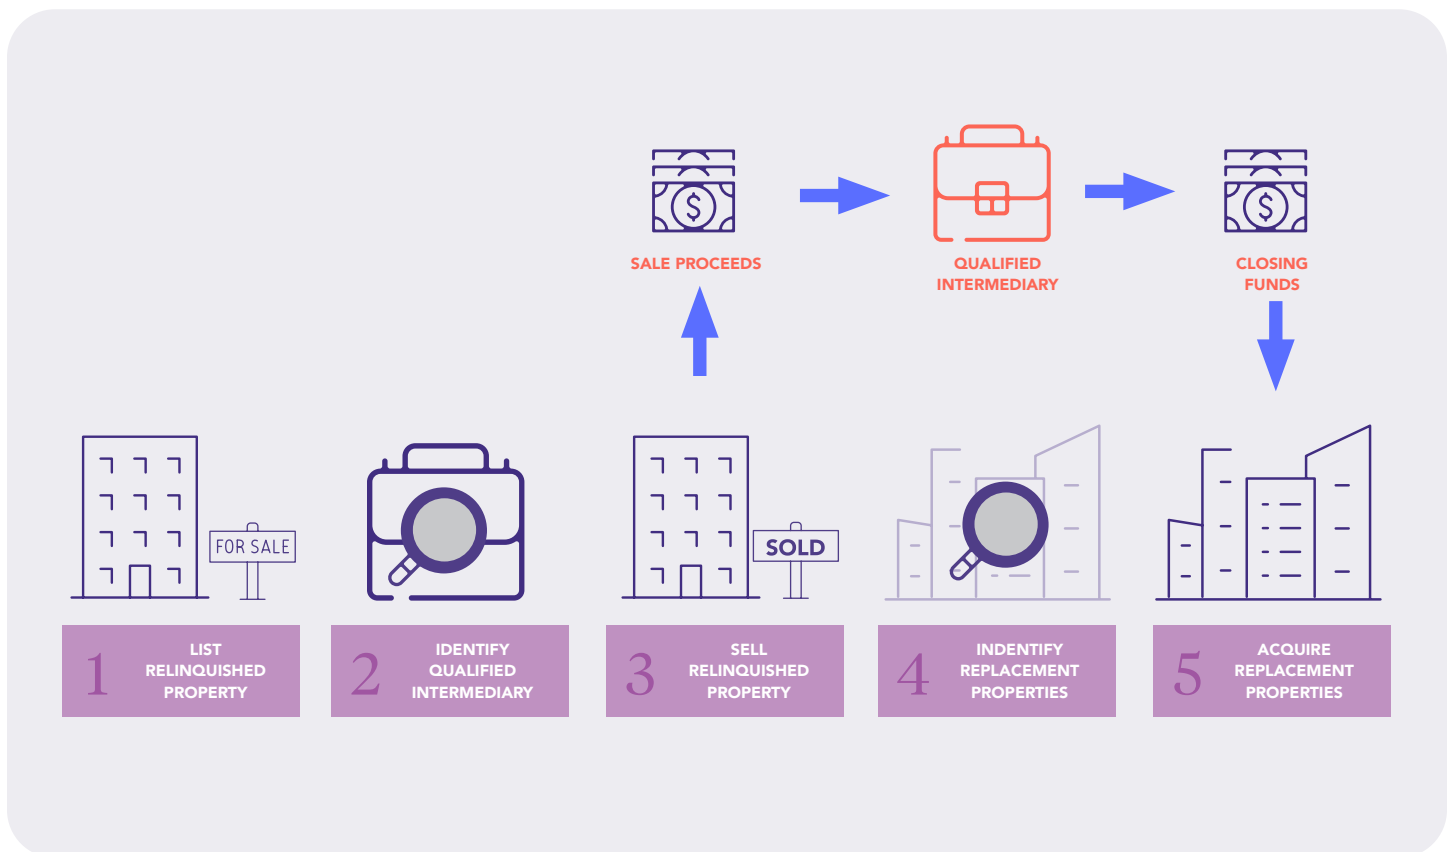 SALE PROCEEDS
QUALIFIED
INTERMEDIARY
CLOSING
FUNDS
FOR SALE
SOLD
1
LIST
RELINQUISHED
PROPERTY
2
IDENTIFY
QUALIFIED
INTERMEDIARY
3
SELL
RELINQUISHED
PROPERTY
4
INDENTIFY
REPLACEMENT
PROPERTIES
5
ACQUIRE
REPLACEMENT
PROPERTIES